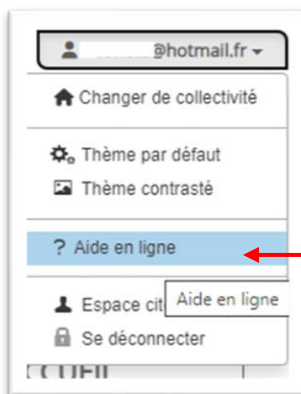 @hotmail.fr
Changer de collectivité
Thème par défaut
Thème contrasté
? Aide en ligne
Espace cit
Aide en ligne
Se déconnecter